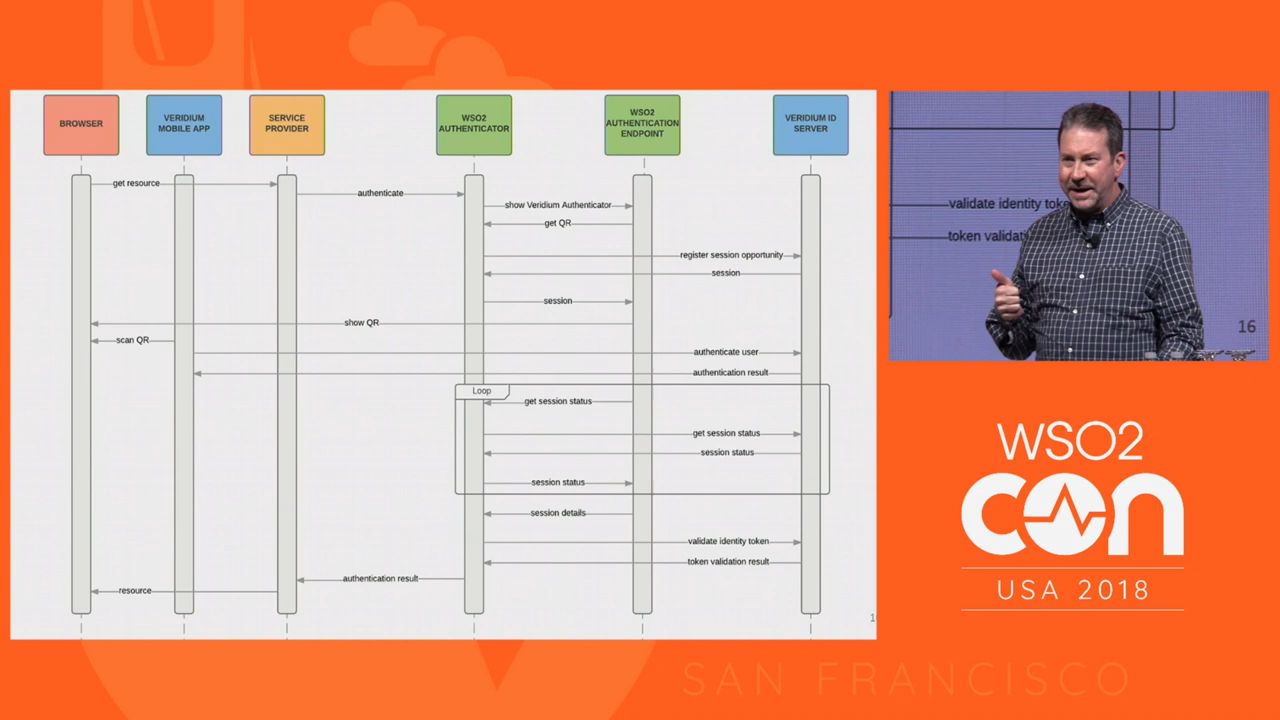 BROWSER
VERIDIUM
MOBILE APP
SERVICE
PROVIDER
WSO2
AUTHENTICATOR
WSO2
AUTHENTICATION
ENDPOINT
VERIDIUM ID
SERVER
get resource
authenticate
show Veridium Authenticator
get QR
register session opportunity
session
session
show QR
scan QR
authenticate user
authentication result
Loop
get session status
get session status
session status
session status
session details
validate identity token
token validation result
authentication result
resource
1
validate identity toke
token validati
16
WSO2
CON
USA 2018
SAN FRANCISCO